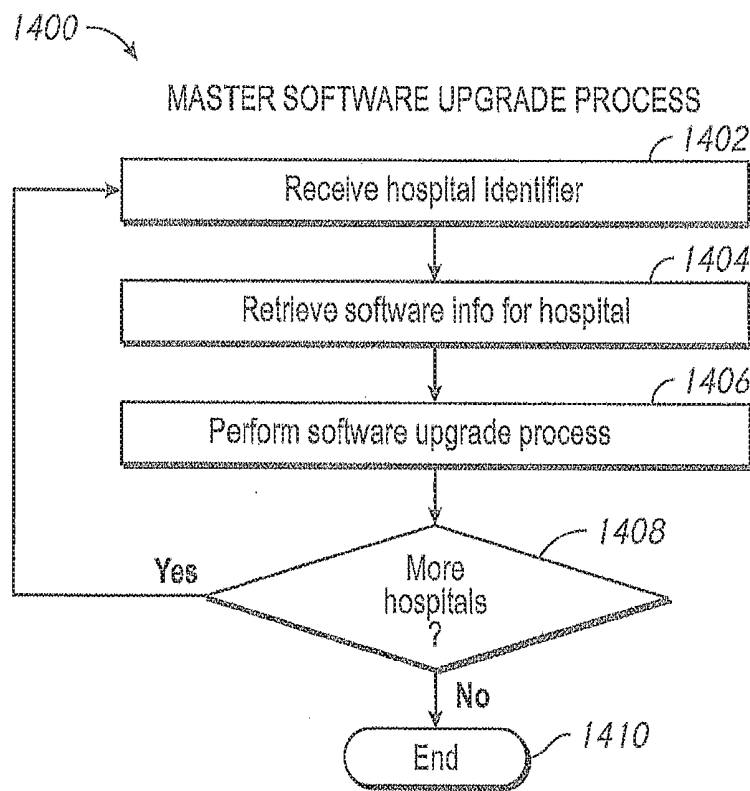 1400
MASTER SOFTWARE UPGRADE PROCESS
1402
Receive hospital identifier
1404
Retrieve software info for hospital
1406
Perform software upgrade process
1408
Yes
More
hospitals
?
No
End
1410